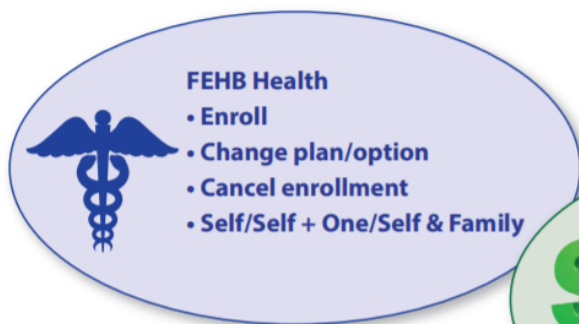 FEHB Health
• Enroll
• Change plan/option
• Cancel enrollment
• Self/Self + One/Self & Family